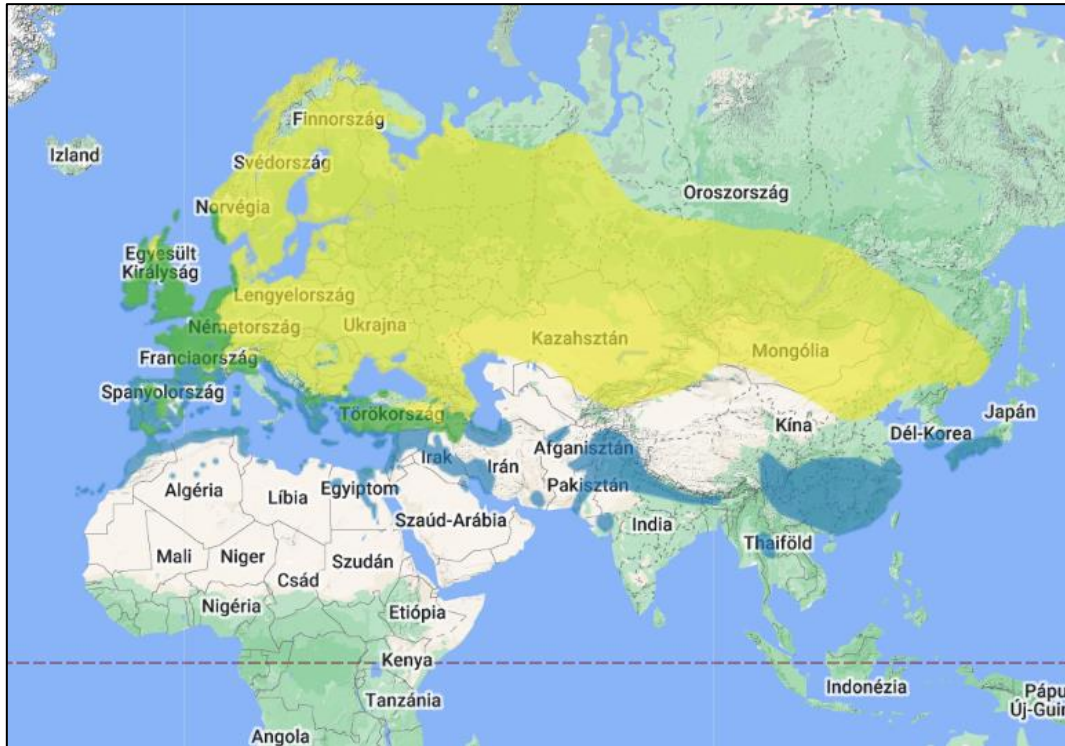 Finnország
Izland
Svédország
Oroszország
Norvégia
Egyesült
Királyság
Lengyelország
Németország
Ukrajna
Kazahsztán
Mongólia
Franciaország
Spanyolország
Törökország
Japán
Kína
Dél-Korea
Afganisztán
Irak
Irán
Algéria
Líbia
Egyiptom
Pakisztán
Szaúd-Arábia
India
Thaiföld
Mali
Niger
Szudán
Csád
Nigéria
Etiópia
Kenya
Indonézia
Tanzánia
Pápu
Új-Guin
Angola